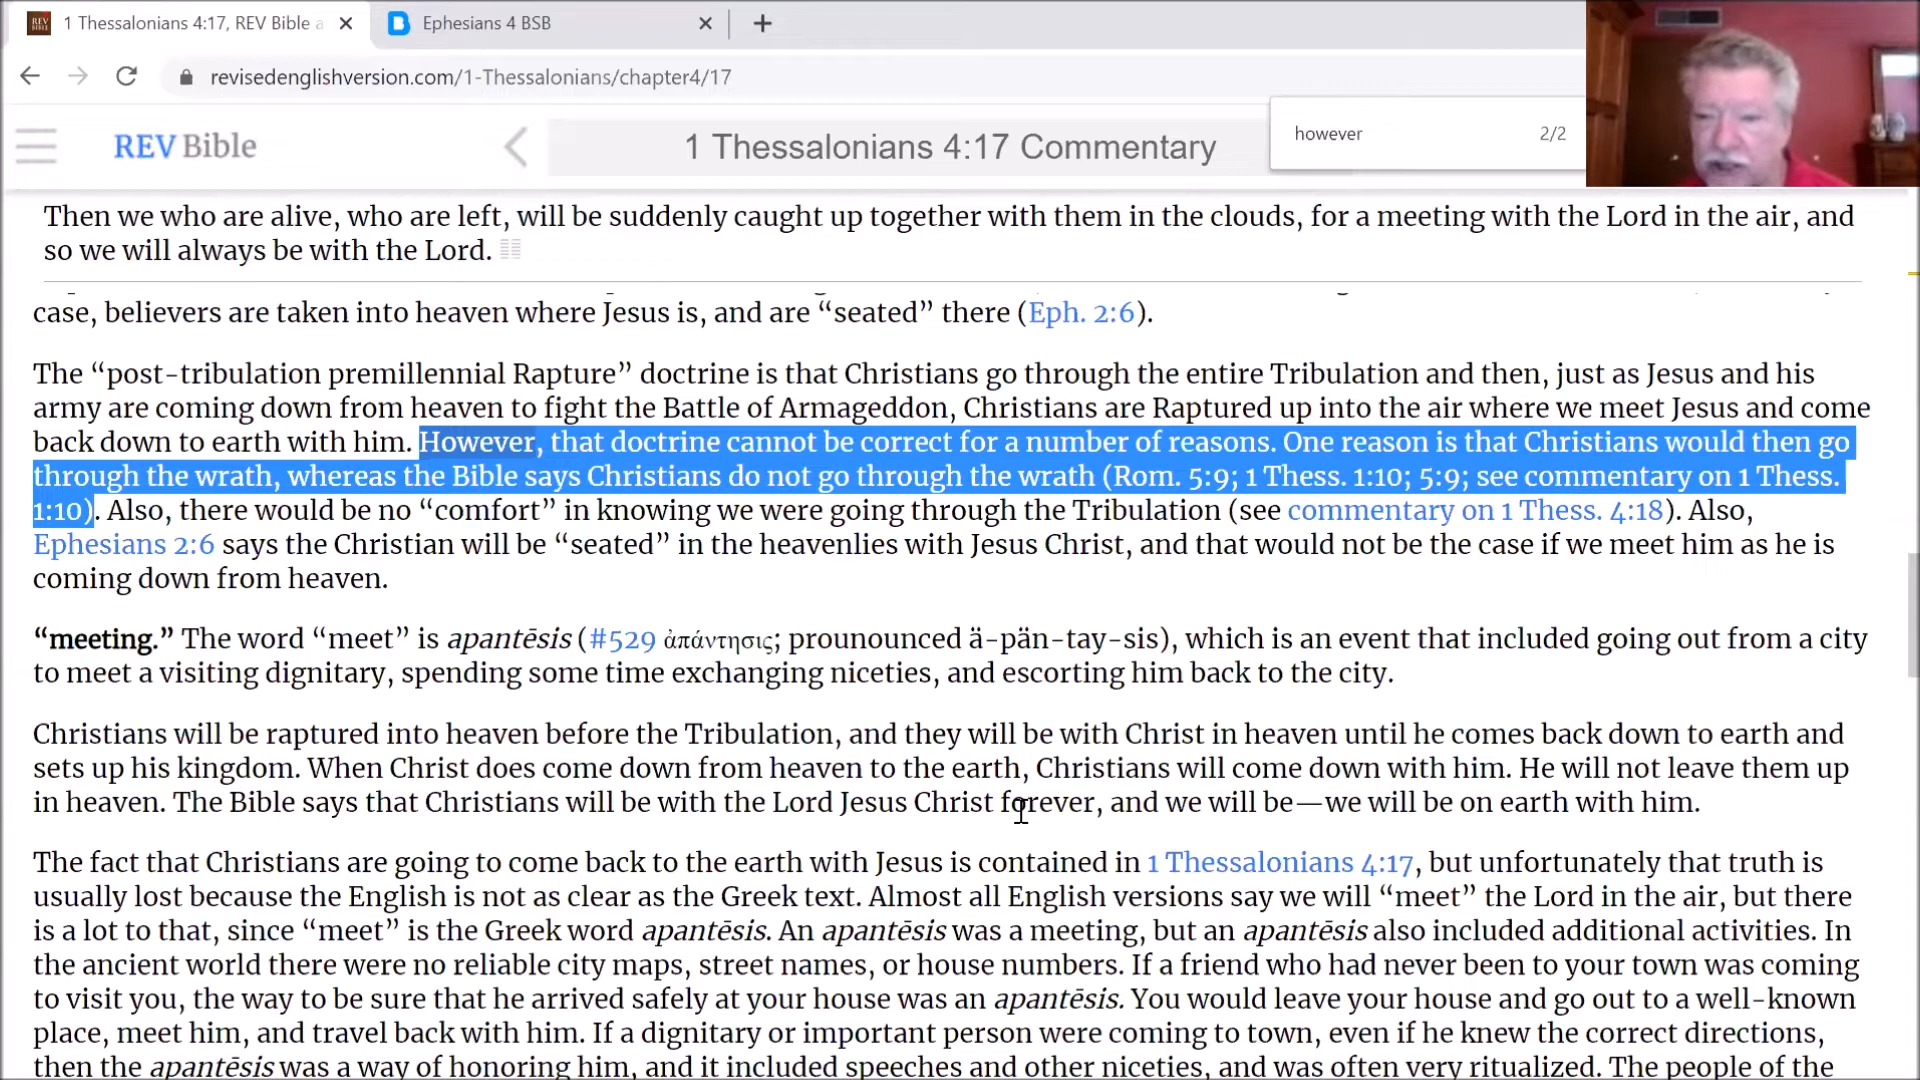 1 Thessalonians 4:17, REV Bible a
Ephesians 4 BSB
revisedenglishversion.com/1-Thessalonians/chapter4/17
REV Bible
1 Thessalonians 4:17 Commentary
however 2/2
Then we who are alive, who are left, will be suddenly caught up together with them in the clouds, for a meeting with the Lord in the air, and
so we will always be with the Lord.
case, believers are taken into heaven where Jesus is, and are “seated” there (Eph. 2:6).
The “post-tribulation premillennial Rapture” doctrine is that Christians go through the entire Tribulation and then, just as Jesus and his
army are coming down from heaven to fight the Battle of Armageddon, Christians are Raptured up into the air where we meet Jesus and come
back down to earth with him. However, that doctrine cannot be correct for a number of reasons. One reason is that Christians would then go
through the wrath, whereas the Bible says Christians do not go through the wrath (Rom. 5:9; 1 Thess. 1:10; 5:9; see commentary on 1 Thess.
1:10). Also, there would be no “comfort” in knowing we were going through the Tribulation (see commentary on 1 Thess. 4:18). Also,
Ephesians 2:6 says the Christian will be “seated” in the heavenlies with Jesus Christ, and that would not be the case if we meet him as he is
coming down from heaven.
“meeting.” The word “meet” is apantēsis (#529 ἀπάντησις; prounounced ä-pän-tay-sis), which is an event that included going out from a city
to meet a visiting dignitary, spending some time exchanging niceties, and escorting him back to the city.
Christians will be raptured into heaven before the Tribulation, and they will be with Christ in heaven until he comes back down to earth and
sets up his kingdom. When Christ does come down from heaven to the earth, Christians will come down with him. He will not leave them up
in heaven. The Bible says that Christians will be with the Lord Jesus Christ forever, and we will be—we will be on earth with him.
The fact that Christians are going to come back to the earth with Jesus is contained in 1 Thessalonians 4:17, but unfortunately that truth is
usually lost because the English is not as clear as the Greek text. Almost all English versions say we will “meet” the Lord in the air, but there
is a lot to that, since “meet” is the Greek word apantēsis. An apantēsis was a meeting, but an apantēsis also included additional activities. In
the ancient world there were no reliable city maps, street names, or house numbers. If a friend who had never been to your town was coming
to visit you, the way to be sure that he arrived safely at your house was an apantēsis. You would leave your house and go out to a well-known
place, meet him, and travel back with him. If a dignitary or important person were coming to town, even if he knew the correct directions,
then the apantēsis was a way of honoring him, and it included speeches and other niceties, and was often very ritualized. The people of the